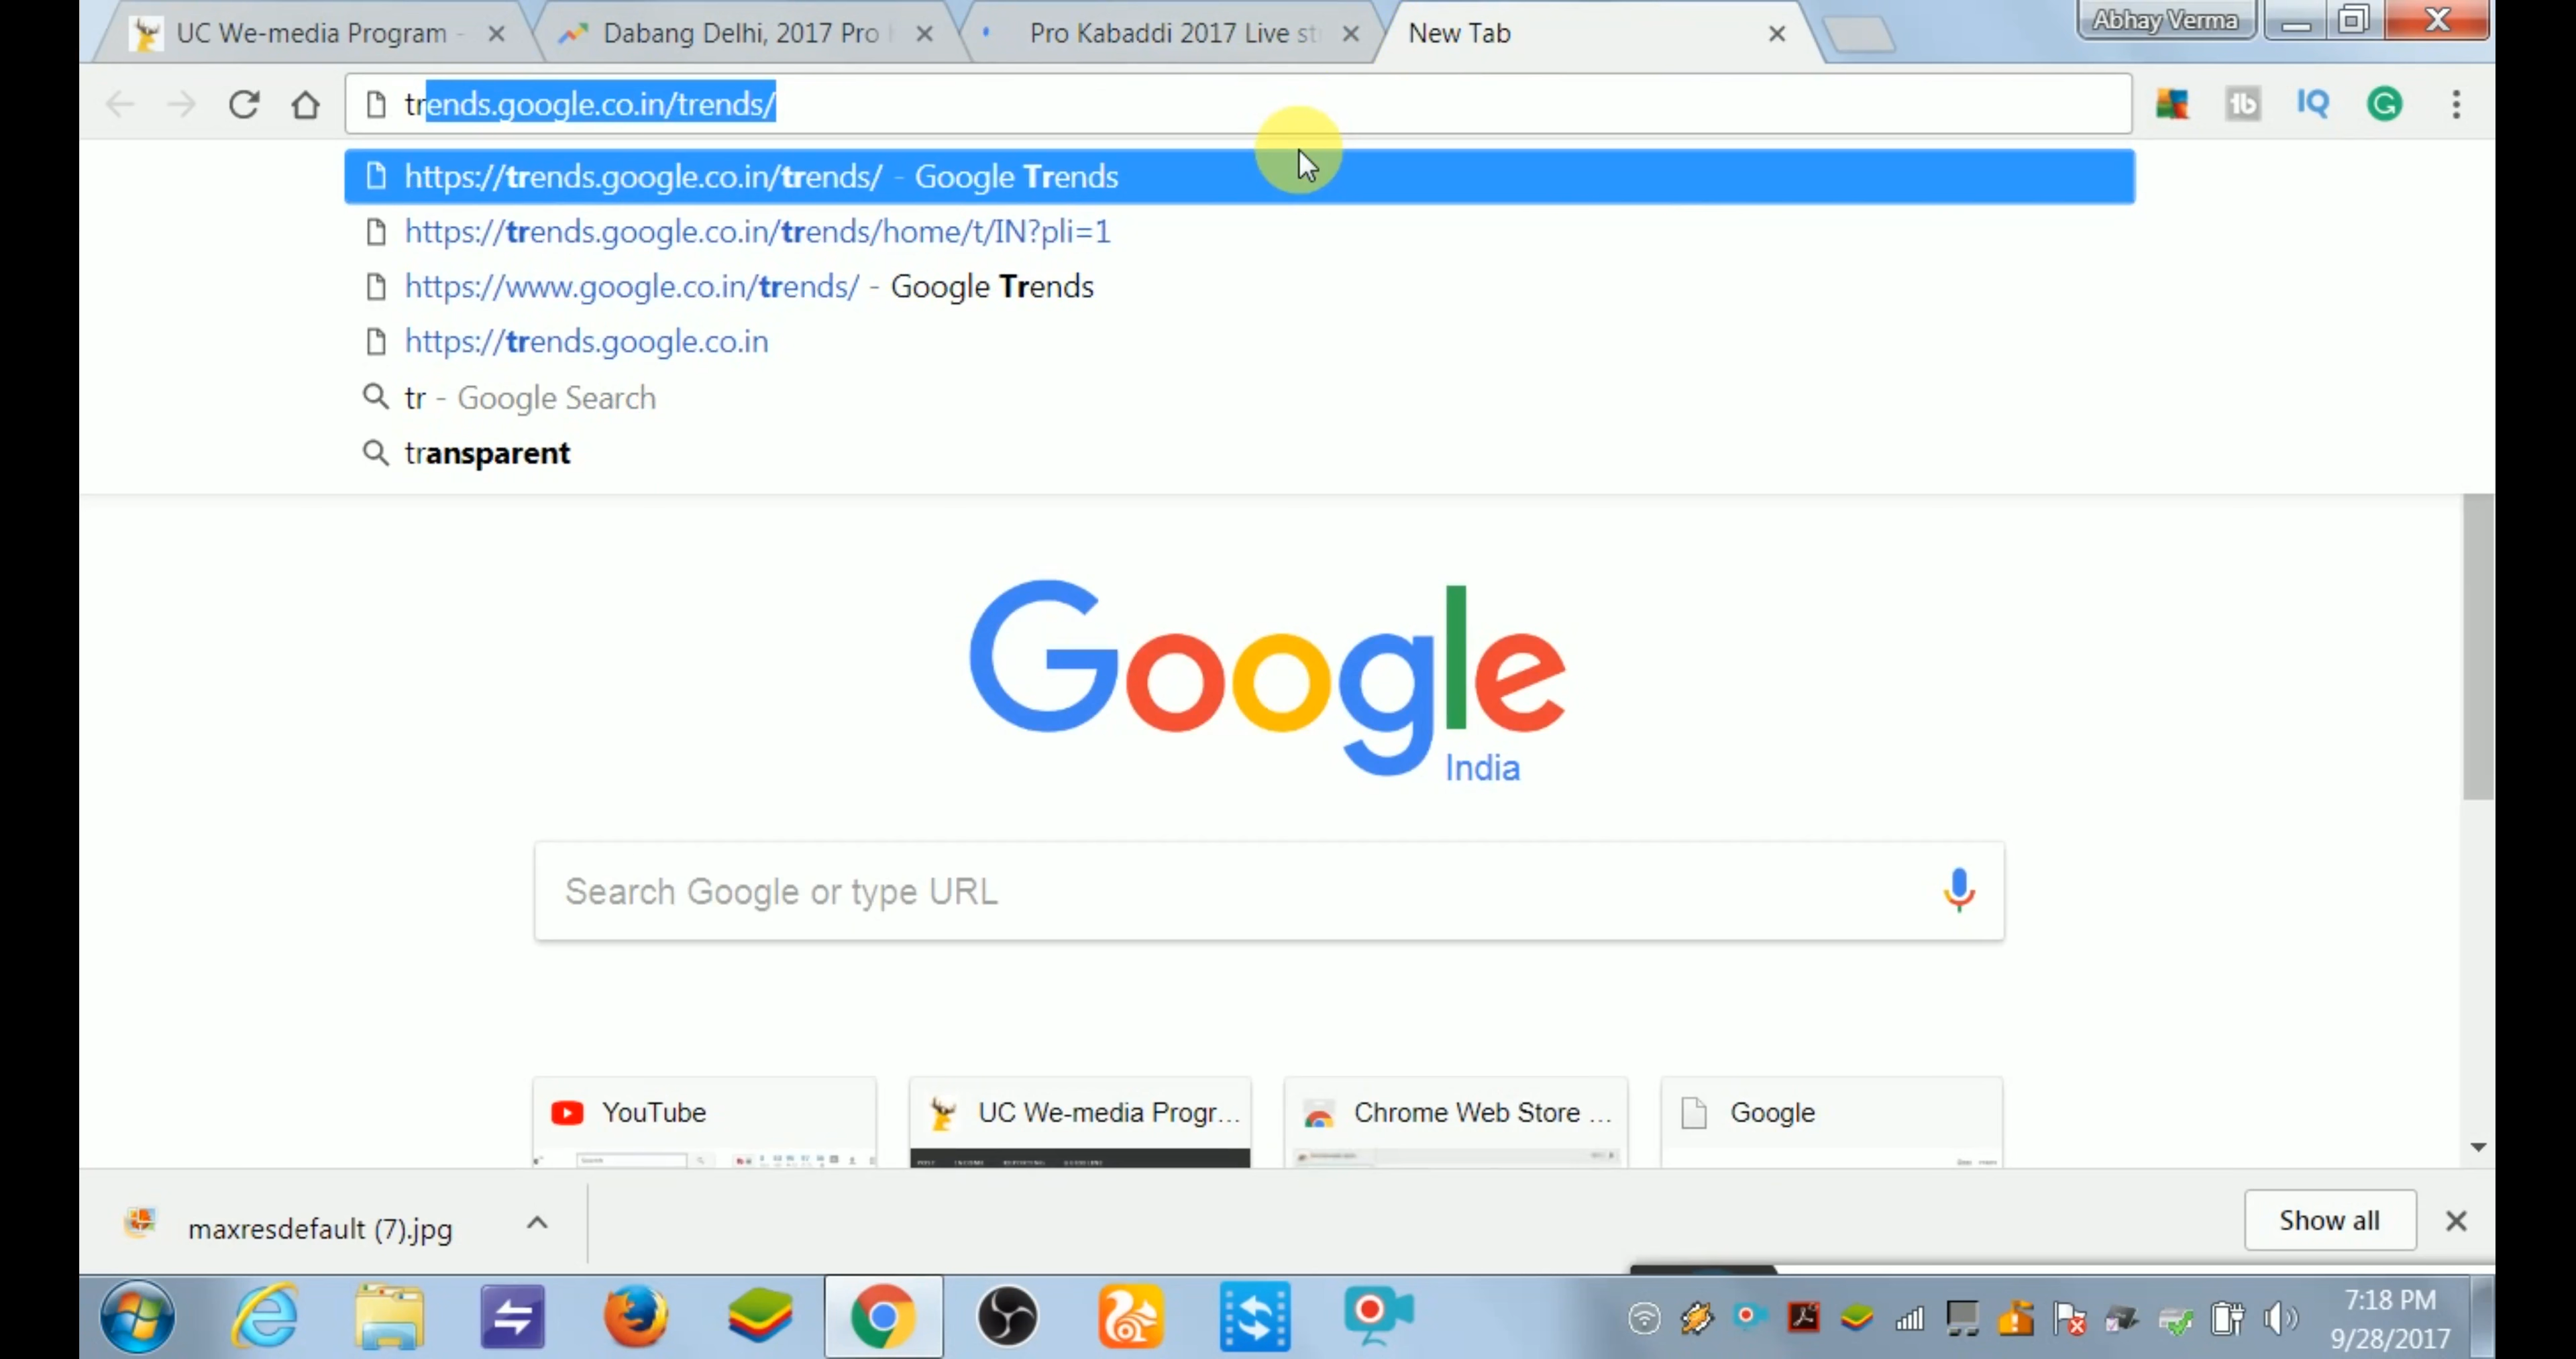 UC We-media Program -
Dabang Delhi, 2017 Pro
Pro Kabaddi 2017 Live st
New Tab
Abhay Verma
trends.google.co.in/trends/
https://trends.google.co.in/trends/ - Google Trends
https://trends.google.co.in/trends/home/t/IN?pli=1
https://www.google.co.in/trends/ - Google Trends
https://trends.google.co.in
tr - Google Search
transparent
Google
India
Search Google or type URL
YouTube
UC We-media Progr...
Chrome Web Store ...
Google
maxresdefault (7).jpg
Show all
7:18 PM
9/28/2017